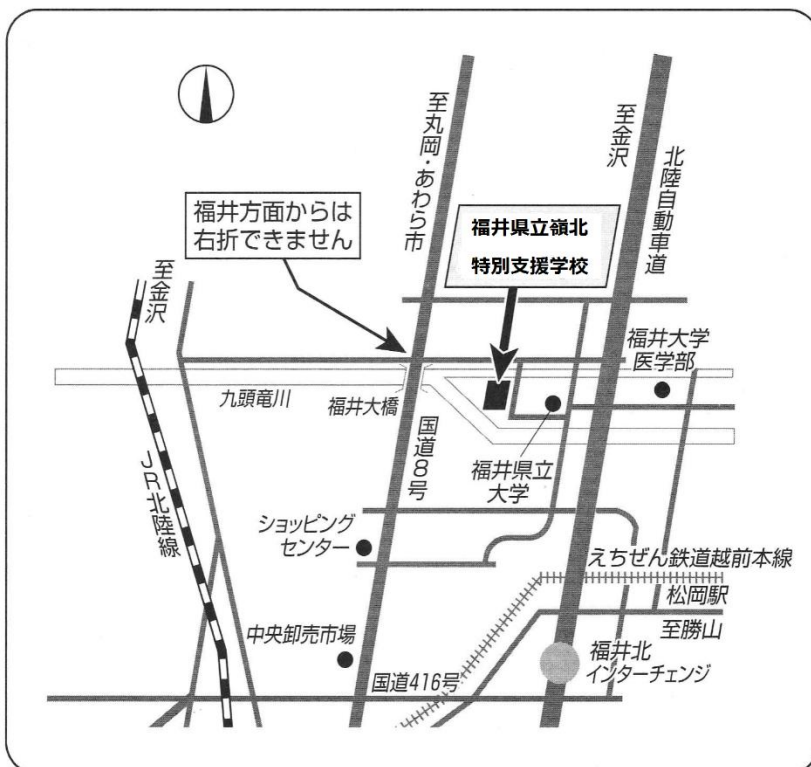 至丸岡・あわら市
至金沢
北陸自動車道
福井方面からは
右折できません
福井県立嶺北
特別支援学校
至金沢
福井大学
医学部
九頭竜川
福井大橋
国道8号
福井県立
大学
JR北陸線
ショッピング
センター
えちぜん鉄道越前本線
松岡駅
至勝山
中央卸売市場
福井北
インターチェンジ
国道416号